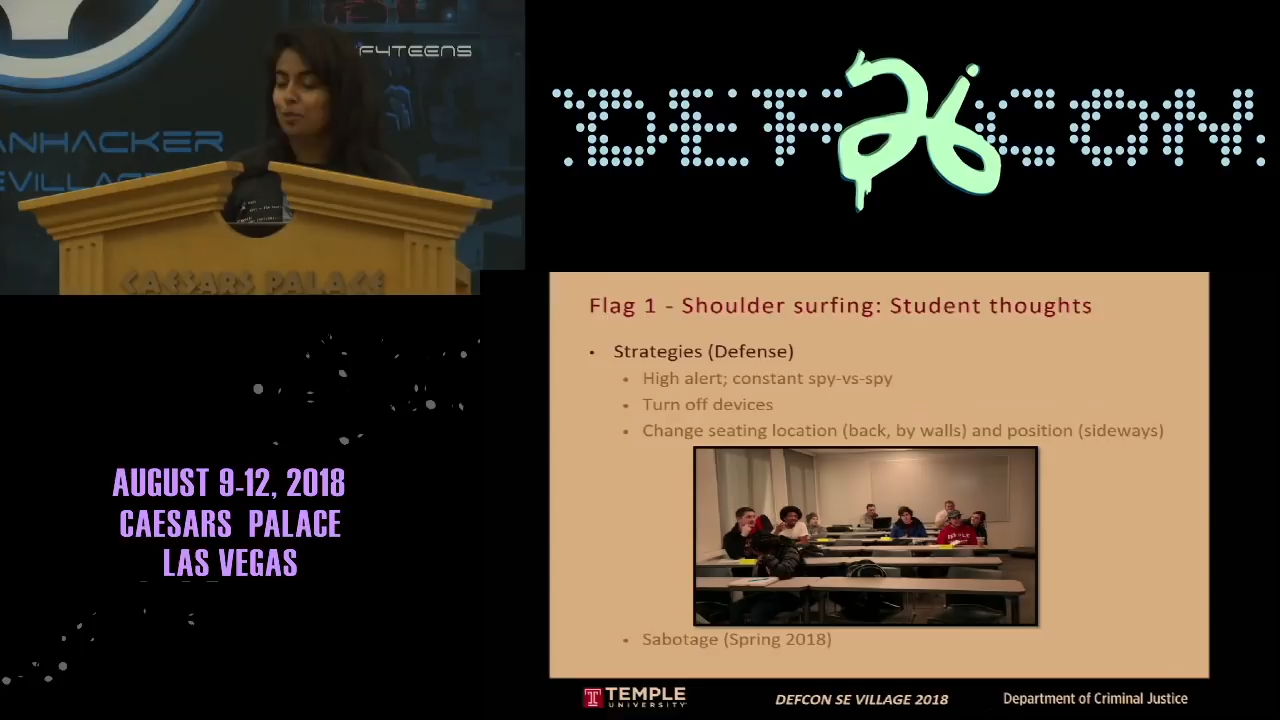 F4TEENS
ANHACKER
EVILLAGE
CAESARS PALACE
DEF 26 CON
Flag 1 - Shoulder surfing: Student thoughts
• Strategies (Defense)
• High alert; constant spy-vs-spy
• Turn off devices
• Change seating location (back, by walls) and position (sideways)
• Sabotage (Spring 2018)
AUGUST 9-12, 2018
CAESARS PALACE
LAS VEGAS
TEMPLE
UNIVERSITY
DEFCON SE VILLAGE 2018
Department of Criminal Justice